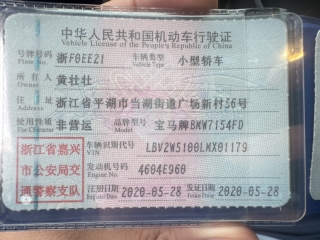 中华人民共和国机动车行驶证
Vehicle License of the People's Republic of China
号牌号码 浙F0EE21 车辆类型 小型轿车
Plate No. Vehicle Type
所有人 黄壮壮
Owner
住址 浙江省平湖市当湖街道广场新村56号
Address
使用性质 非营运 品牌型号 宝马牌BMW7154FD
Use Character Model
浙江省嘉兴 车辆识别代号 LBV2W5100LMX01179
VIN
市公安局交 发动机号码 4604E960
Engine No.
通警察支队 注册日期 2020-05-28 发证日期 2020-05-28
Register Date Issue Date